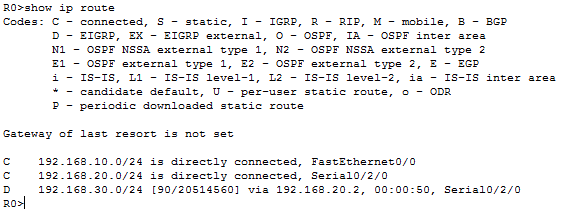 R0>show ip route
Codes: C - connected, S - static, I - IGRP, R - RIP, M - mobile, B - BGP
       D - EIGRP, EX - EIGRP external, O - OSPF, IA - OSPF inter area
       N1 - OSPF NSSA external type 1, N2 - OSPF NSSA external type 2
       E1 - OSPF external type 1, E2 - OSPF external type 2, E - EGP
       i - IS-IS, L1 - IS-IS level-1, L2 - IS-IS level-2, ia - IS-IS inter area
       * - candidate default, U - per-user static route, o - ODR
       P - periodic downloaded static route
Gateway of last resort is not set
C    192.168.10.0/24 is directly connected, FastEthernet0/0
C    192.168.20.0/24 is directly connected, Serial0/2/0
D    192.168.30.0/24 [90/20514560] via 192.168.20.2, 00:00:50, Serial0/2/0
R0>